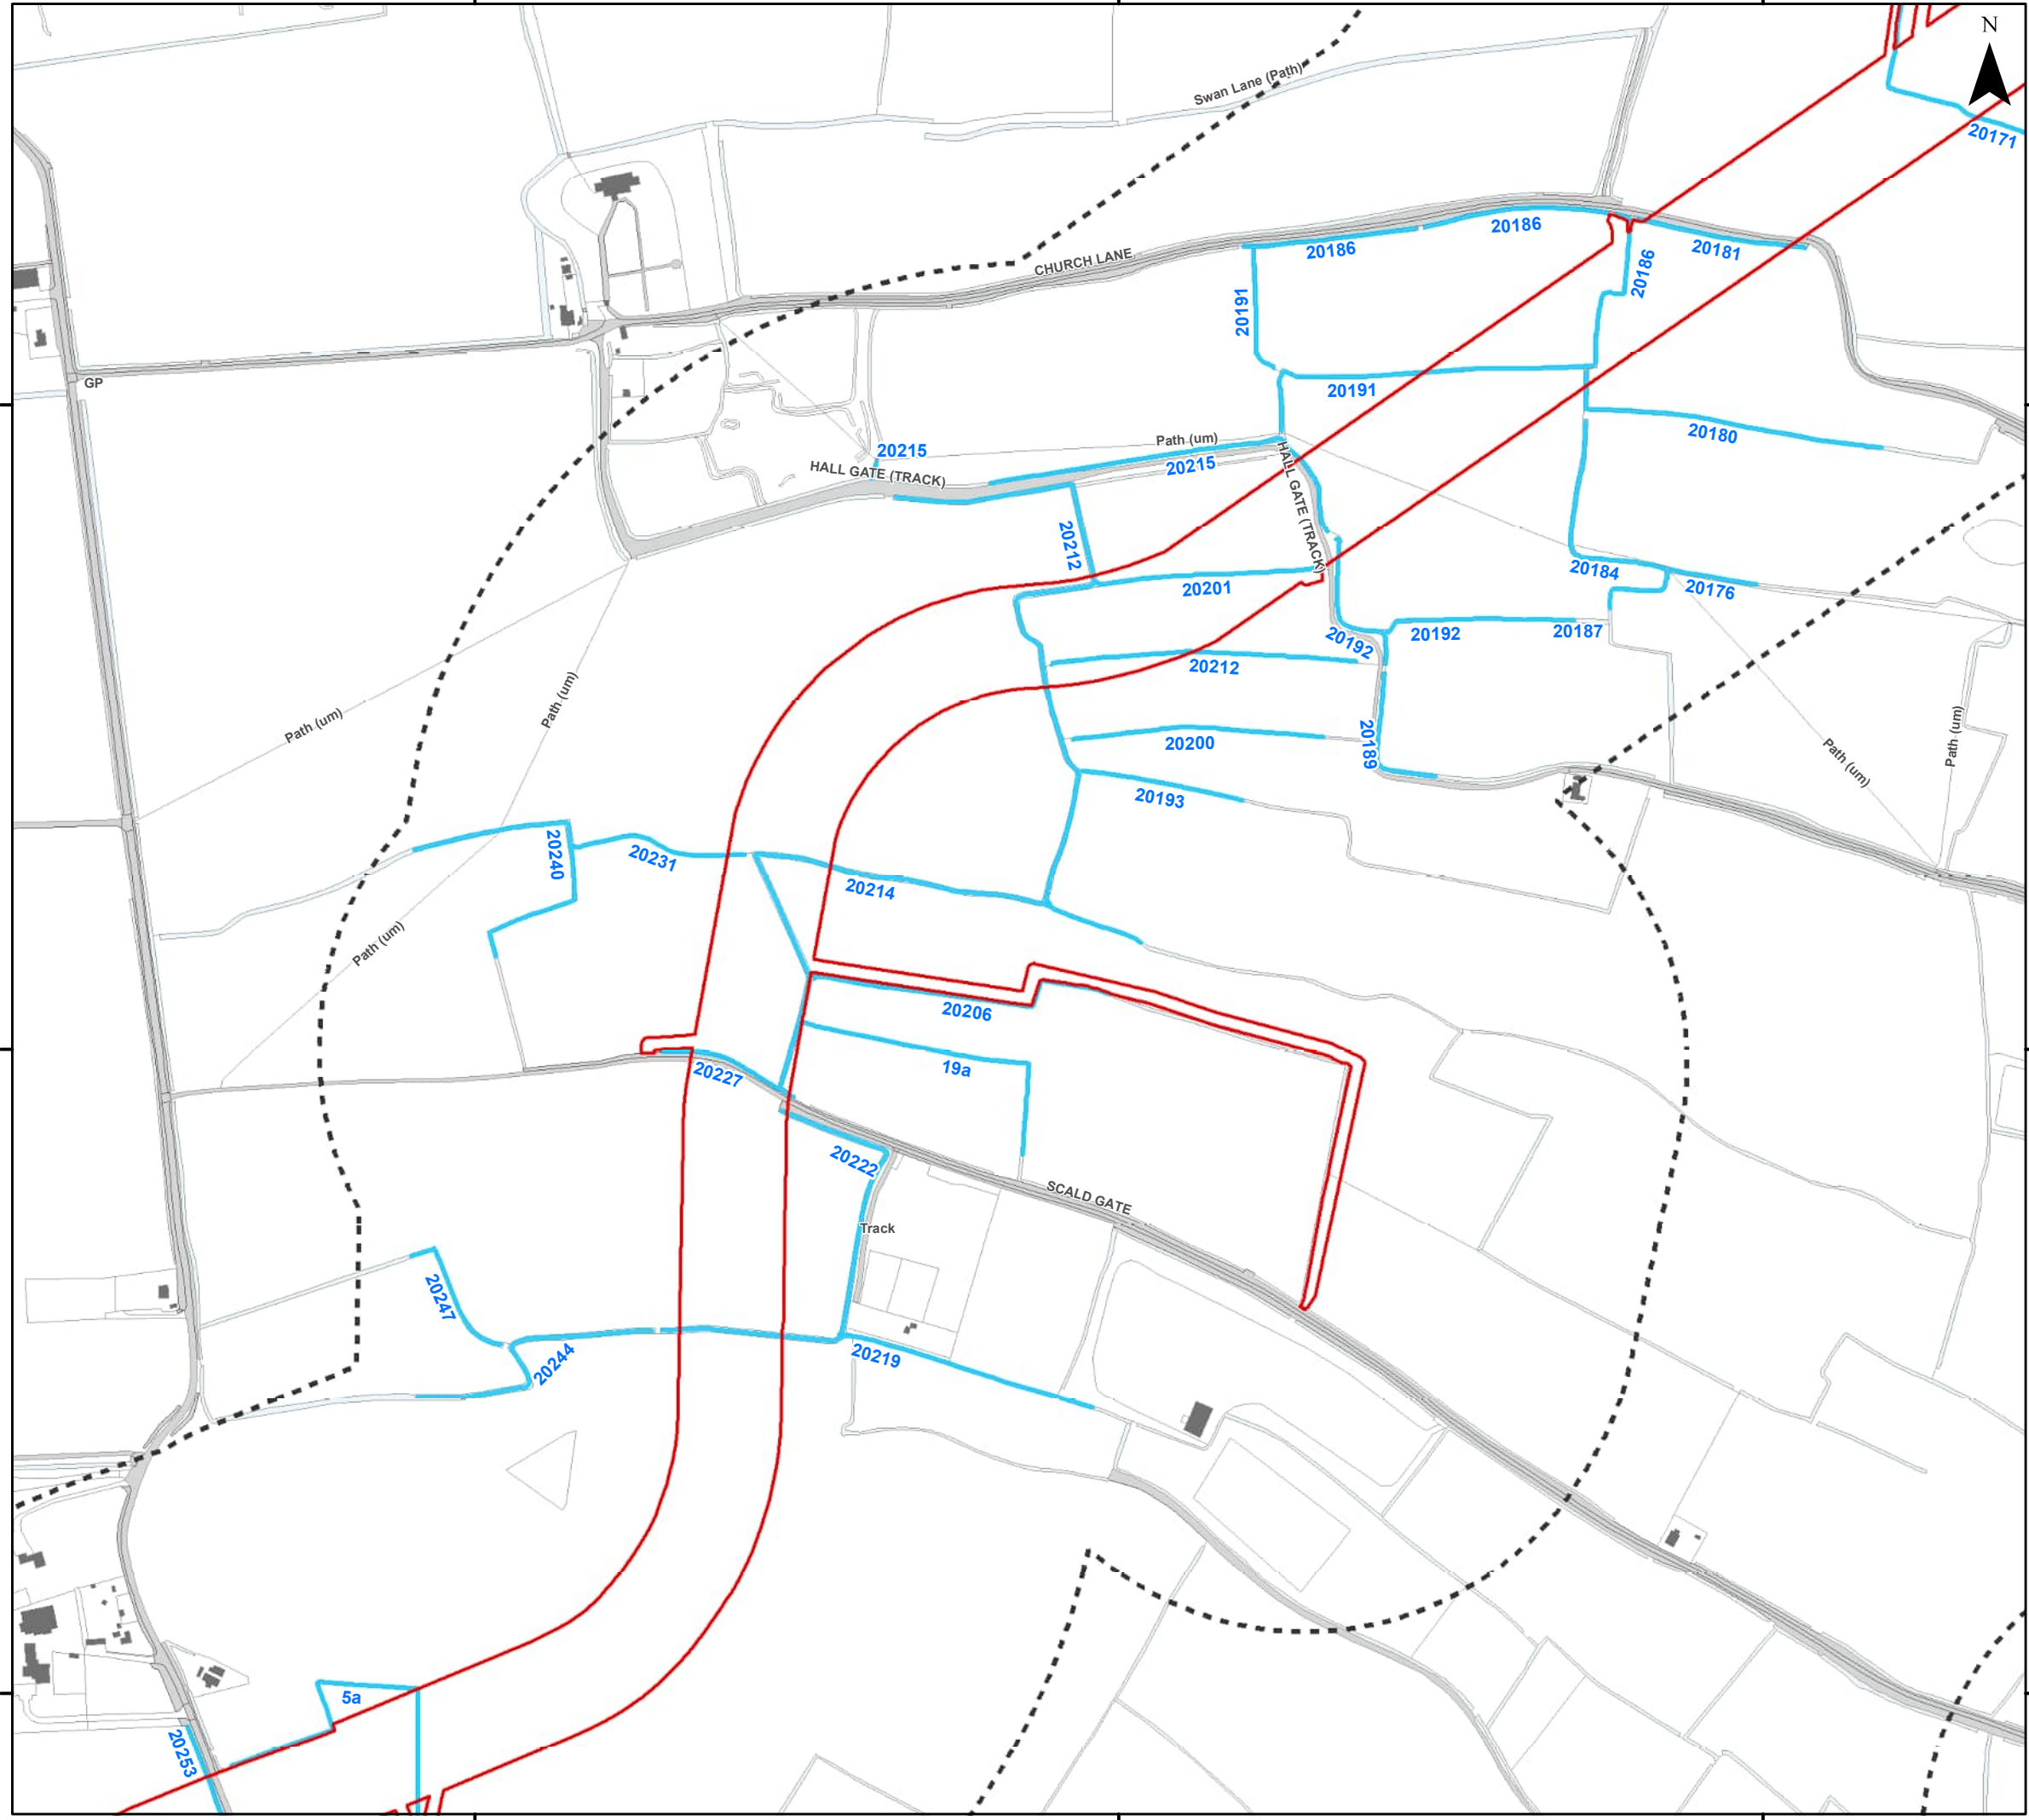 N
Swan Lane (Path)
20171
20186
20186
20181
CHURCH LANE
20186
20191
GP
20191
20180
Path (um)
20215
20215
HALL GATE (TRACK)
HALL GATE (TRACK)
20212
20184
20201
20176
20192
20192
20187
20212
Path (um)
Path (um)
20200
20189
Path (um)
Path (um)
20193
20240
20231
20214
Path (um)
20206
19a
20227
20222
SCALD GATE
Track
20247
20244
20219
5a
20253